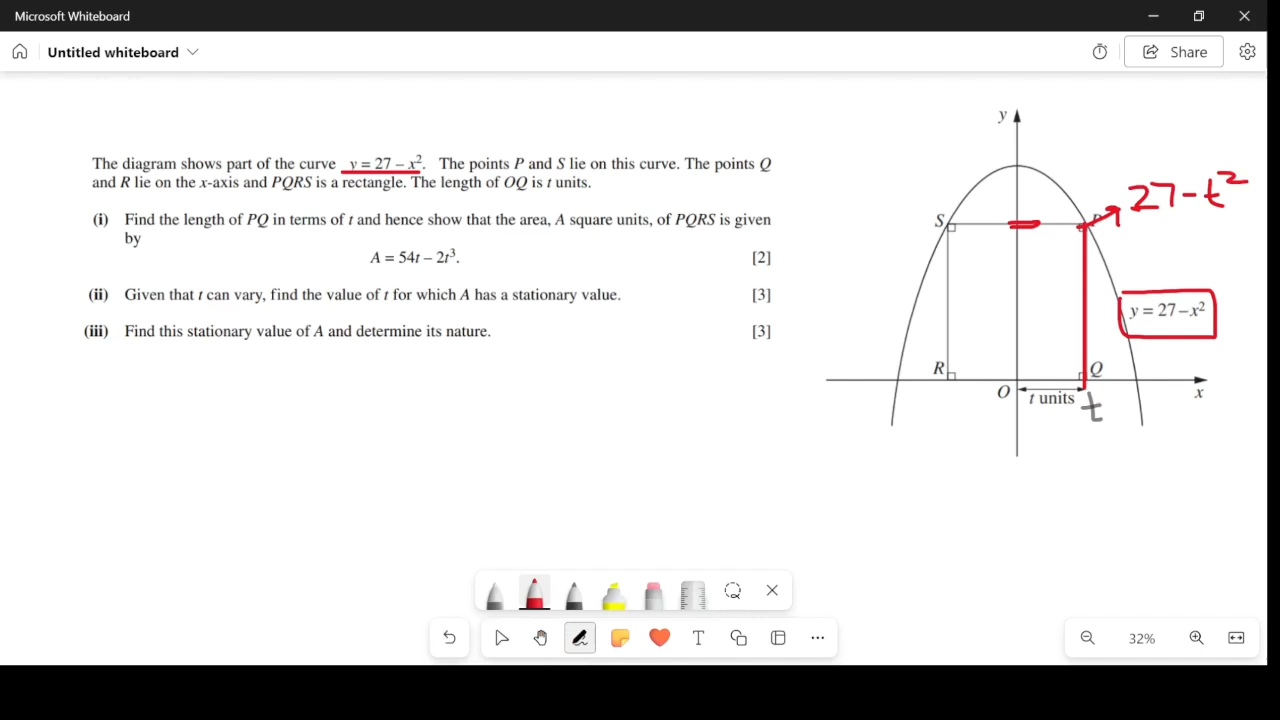 Microsoft Whiteboard
Untitled whiteboard
Share
The diagram shows part of the curve y = 27 – x². The points P and S lie on this curve. The points Q
and R lie on the x-axis and PQRS is a rectangle. The length of OQ is t units.
(i) Find the length of PQ in terms of t and hence show that the area, A square units, of PQRS is given
by
A = 54t – 2t³. [2]
(ii) Given that t can vary, find the value of t for which A has a stationary value. [3]
(iii) Find this stationary value of A and determine its nature. [3]
y
27-t²
S
P
y = 27 – x²
R
Q
O
t units
t
x
T
32%